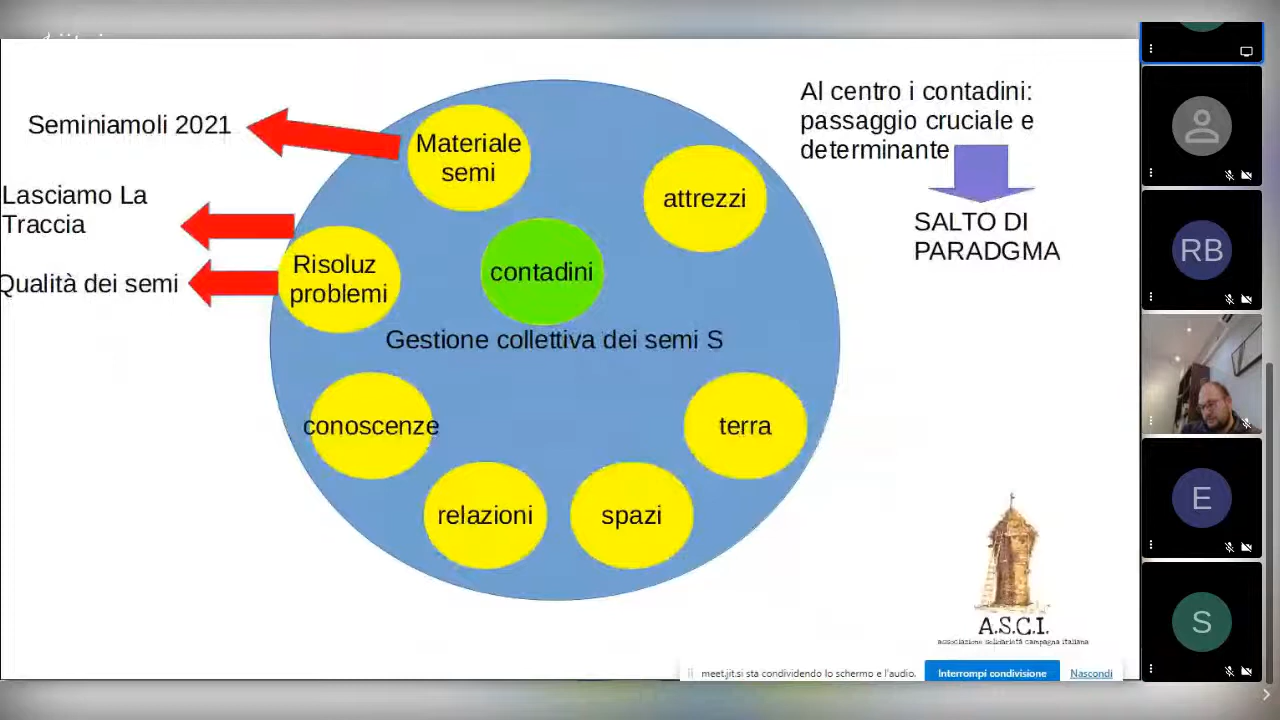 Seminiamoli 2021
Lasciamo La
Traccia
Qualità dei semi
Materiale
semi
attrezzi
Risoluz
problemi
contadini
Gestione collettiva dei semi S
conoscenze
terra
relazioni
spazi
Al centro i contadini:
passaggio cruciale e
determinante
SALTO DI
PARADGMA
A.S.C.I.
associazione solidarietà campagna italiana
meet.jit.si sta condividendo lo schermo e l'audio.
Interrompi condivisione
Nascondi
RB
E
S